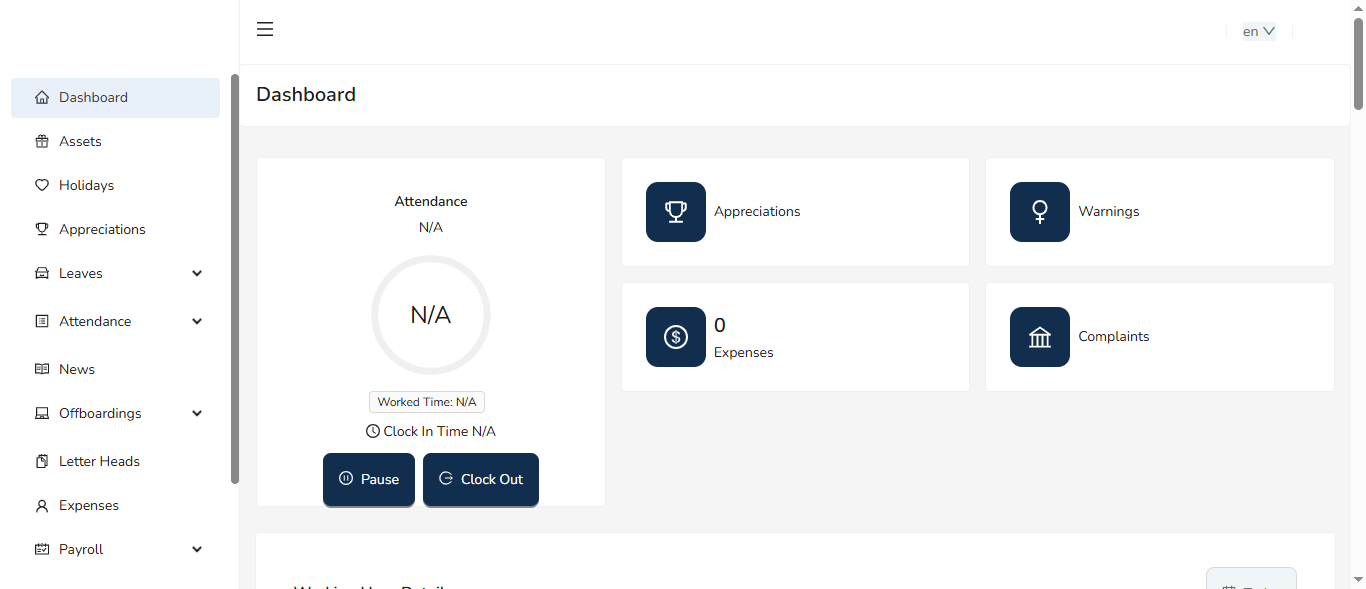 en
Dashboard
Dashboard
Assets
Holidays
Appreciations
Leaves
Attendance
News
Offboardings
Letter Heads
Expenses
Payroll
Attendance
N/A
N/A
Worked Time: N/A
Clock In Time N/A
Pause
Clock Out
Appreciations
Warnings
0
Expenses
Complaints